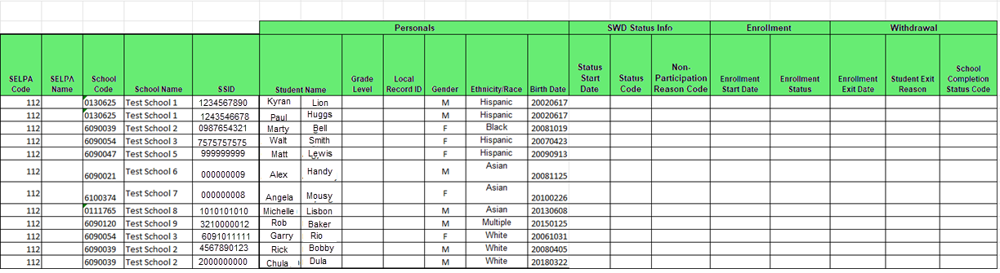 Personals SWD Status Info Enrollment Withdrawal
SELPA Code SELPA Name School Code School Name SSID Student Name Grade Level Local Record ID Gender Ethnicity/Race Birth Date Status Start Date Status Code Non-Participation Reason Code Enrollment Start Date Enrollment Status Enrollment Exit Date Student Exit Reason School Completion Status Code
112 0130625 Test School 1 1234567890 Kyran Lion M Hispanic 20020617
112 0130625 Test School 1 1243546678 Paul Huggs M Hispanic 20020617
112 6090039 Test School 2 0987654321 Marty Bell F Black 20081019
112 6090054 Test School 3 7575757575 Walt Smith F Hispanic 20070423
112 6090047 Test School 5 999999999 Matt Lewis F Hispanic 20090913
112 6090021 Test School 6 000000009 Alex Handy M Asian 20081125
112 6100374 Test School 7 000000008 Angela Mousy F Asian 20100226
112 0111765 Test School 8 1010101010 Michelle Lisbon M Asian 20130608
112 6090120 Test School 9 3210000012 Rob Baker M Multiple 20150125
112 6090054 Test School 3 6091011111 Garry Rio F White 20061031
112 6090039 Test School 2 4567890123 Rick Bobby M White 20080405
112 6090039 Test School 2 2000000000 Chula Dula M White 20180322